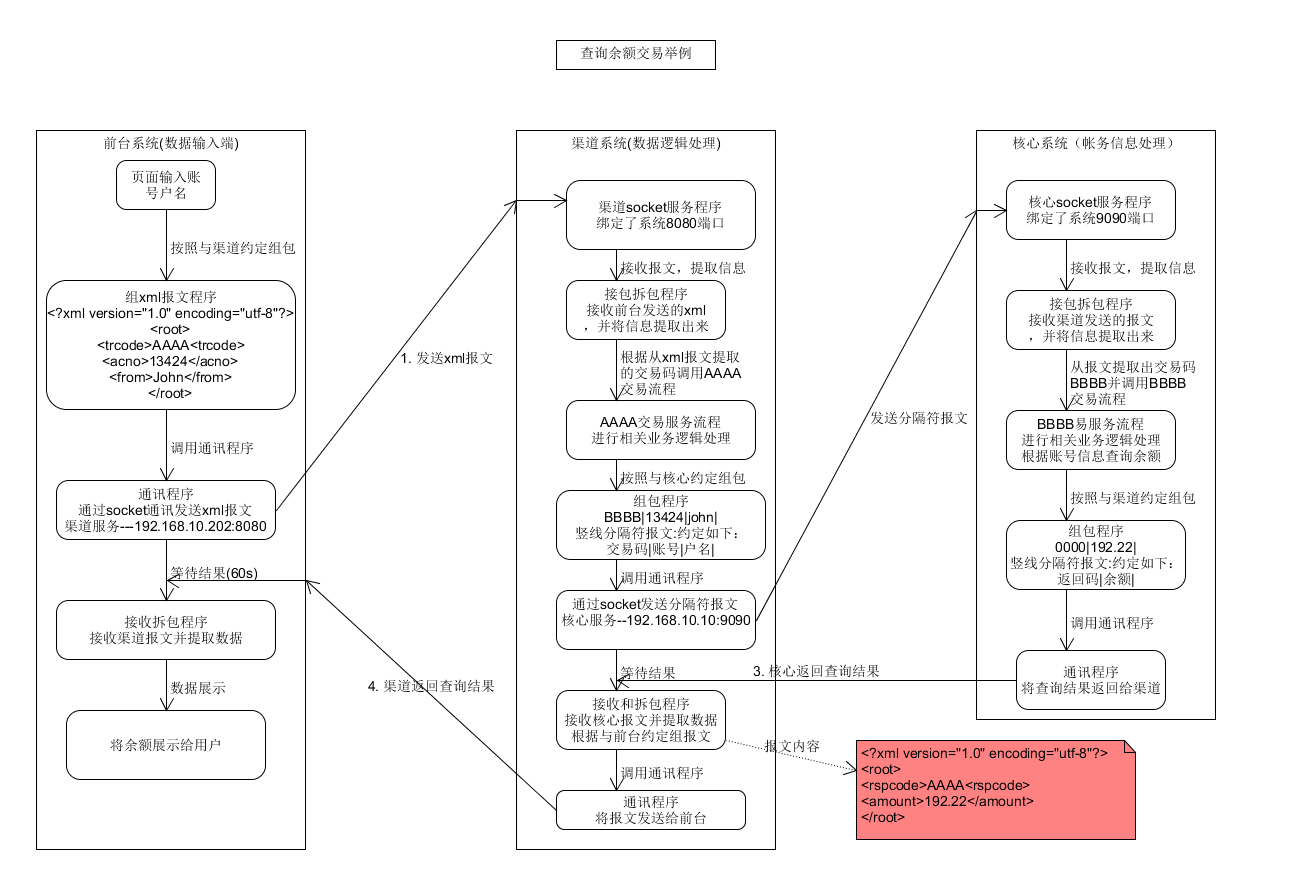 查询余额交易举例
前台系统(数据输入端)
页面输入账
号户名
按照与渠道约定组包
组xml报文程序
<?xml version="1.0" encoding="utf-8"?>
<root>
<trcode>AAAA<trcode>
<acno>13424</acno>
<from>John</from>
</root>
调用通讯程序
通讯程序
通过socket通讯发送xml报文
渠道服务---192.168.10.202:8080
等待结果(60s)
接收拆包程序
接收渠道报文并提取数据
数据展示
将余额展示给用户
1. 发送xml报文
4. 渠道返回查询结果
渠道系统(数据逻辑处理)
渠道socket服务程序
绑定了系统8080端口
接收报文，提取信息
接包拆包程序
接收前台发送的xml
，并将信息提取出来
根据从xml报文提取
的交易码调用AAAA
交易流程
AAAA交易服务流程
进行相关业务逻辑处理
按照与核心约定组包
组包程序
BBBB|13424|john|
竖线分隔符报文:约定如下：
交易码|账号|户名|
调用通讯程序
通过socket发送分隔符报文
核心服务--192.168.10.10:9090
等待结果
接收和拆包程序
接收核心报文并提取数据
根据与前台约定组报文
调用通讯程序
通讯程序
将报文发送给前台
发送分隔符报文
3. 核心返回查询结果
报文内容
核心系统（帐务信息处理）
核心socket服务程序
绑定了系统9090端口
接收报文，提取信息
接包拆包程序
接收渠道发送的报文
，并将信息提取出来
从报文提取出交易码
BBBB并调用BBBB
交易流程
BBBB易服务流程
进行相关业务逻辑处理
根据账号信息查询余额
按照与渠道约定组包
组包程序
0000|192.22|
竖线分隔符报文:约定如下：
返回码|余额|
调用通讯程序
通讯程序
将查询结果返回给渠道
<?xml version="1.0" encoding="utf-8"?>
<root>
<rspcode>AAAA<rspcode>
<amount>192.22</amount>
</root>